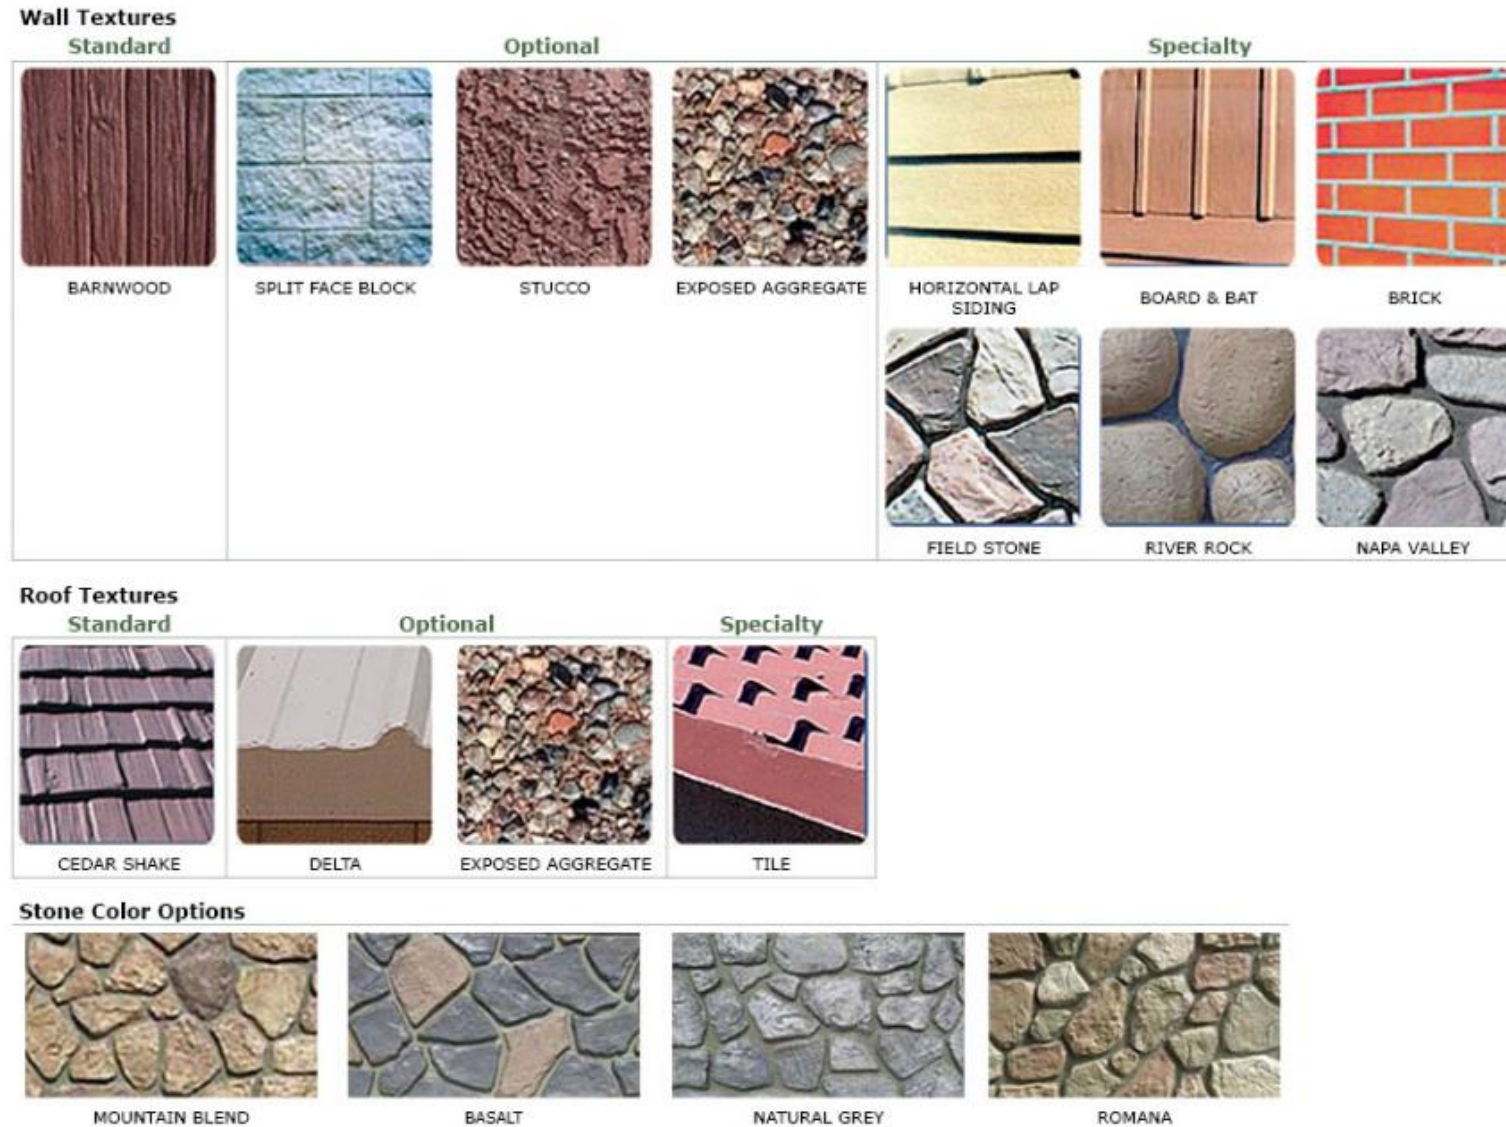 Wall Textures
Standard
Optional
Specialty
BARNWOOD
SPLIT FACE BLOCK
STUCCO
EXPOSED AGGREGATE
HORIZONTAL LAP
SIDING
BOARD & BAT
BRICK
FIELD STONE
RIVER ROCK
NAPA VALLEY
Roof Textures
Standard
Optional
Specialty
CEDAR SHAKE
DELTA
EXPOSED AGGREGATE
TILE
Stone Color Options
MOUNTAIN BLEND
BASALT
NATURAL GREY
ROMANA